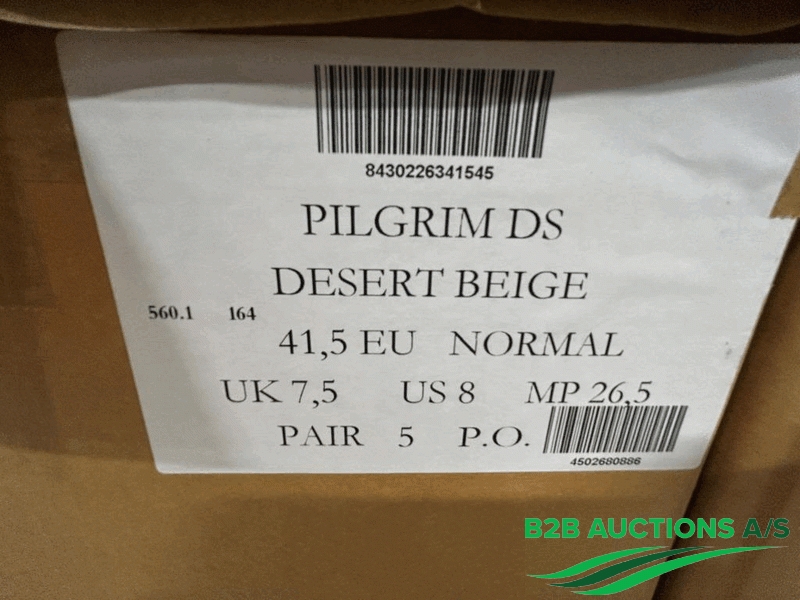 8430226341545
PILGRIM DS
DESERT BEIGE
560.1 164
41,5 EU NORMAL
UK 7,5 US 8 MP 26,5
PAIR 5 P.O.
4502680886
B2B AUCTIONS A/S